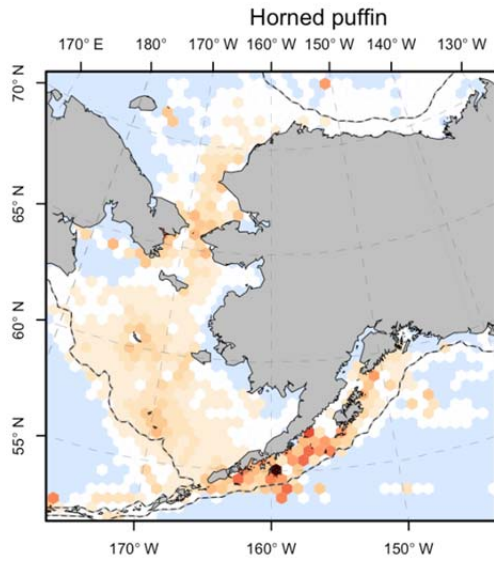 Horned puffin
170° E 180° 170° W 160° W 150° W 140° W 130° W
70° N
65° N
60° N
55° N
170° W 160° W 150° W